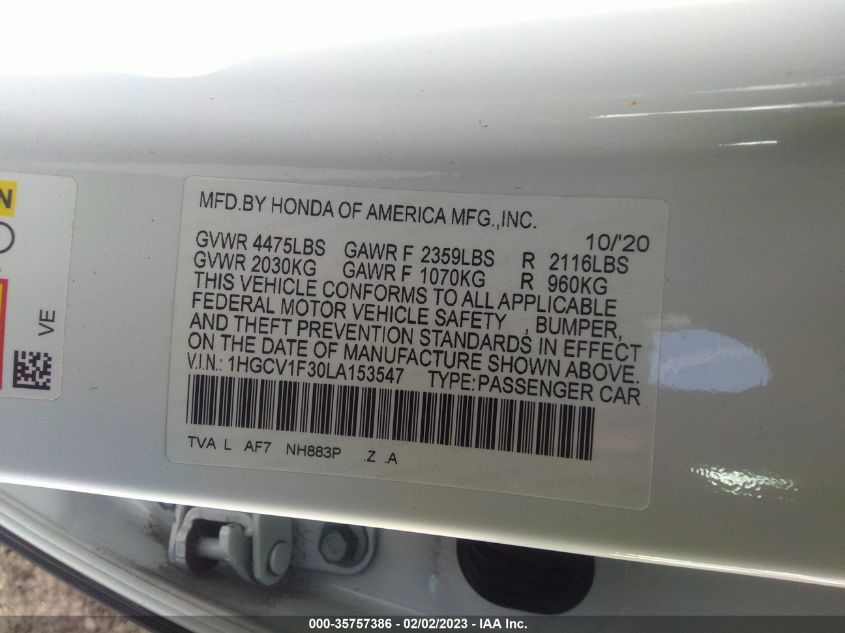 N
VE
MFD.BY HONDA OF AMERICA MFG.,INC.
10/'20
GVWR 4475LBS GAWR F 2359LBS R 2116LBS
GVWR 2030KG GAWR F 1070KG R 960KG
THIS VEHICLE CONFORMS TO ALL APPLICABLE
FEDERAL MOTOR VEHICLE SAFETY , BUMPER,
AND THEFT PREVENTION STANDARDS IN EFFECT
ON THE DATE OF MANUFACTURE SHOWN ABOVE.
V.I.N.: 1HGCV1F30LA153547 TYPE:PASSENGER CAR
TVA L AF7 NH883P .Z .A
000-35757386 - 02/02/2023 - IAA Inc.